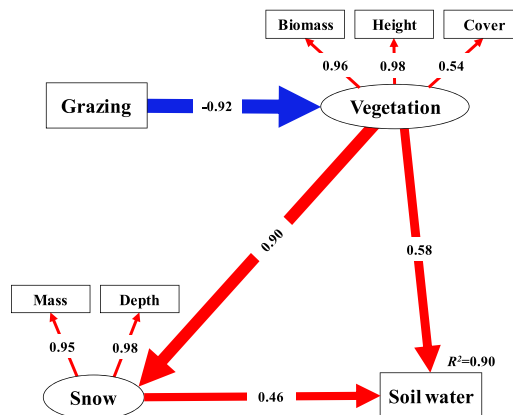 Biomass Height Cover
0.96 0.98 0.54
Grazing -0.92 Vegetation
0.90
0.58
Mass Depth
0.95 0.98
R²=0.90
Snow 0.46 Soil water